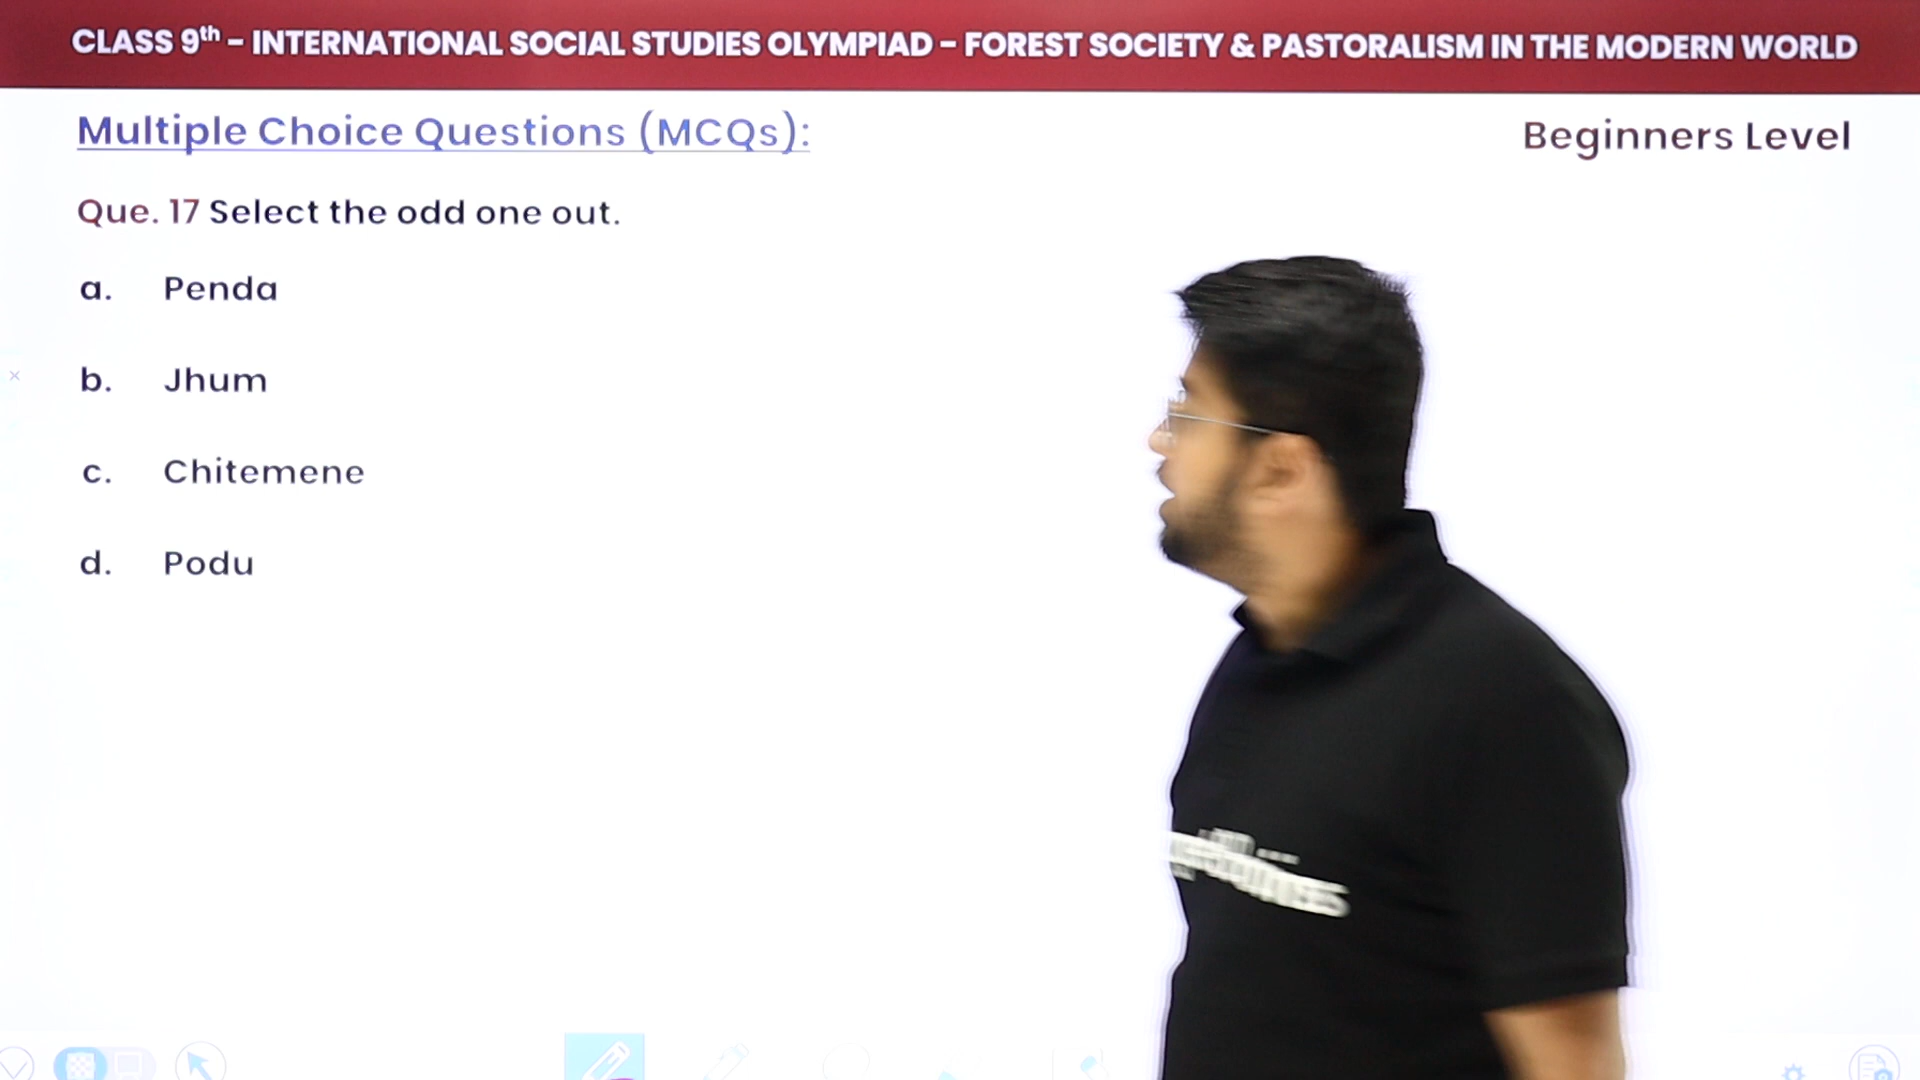 CLASS 9th – INTERNATIONAL SOCIAL STUDIES OLYMPIAD – FOREST SOCIETY & PASTORALISM IN THE MODERN WORLD
Multiple Choice Questions (MCQs):
Beginners Level
Que. 17 Select the odd one out.
a. Penda
b. Jhum
c. Chitemene
d. Podu